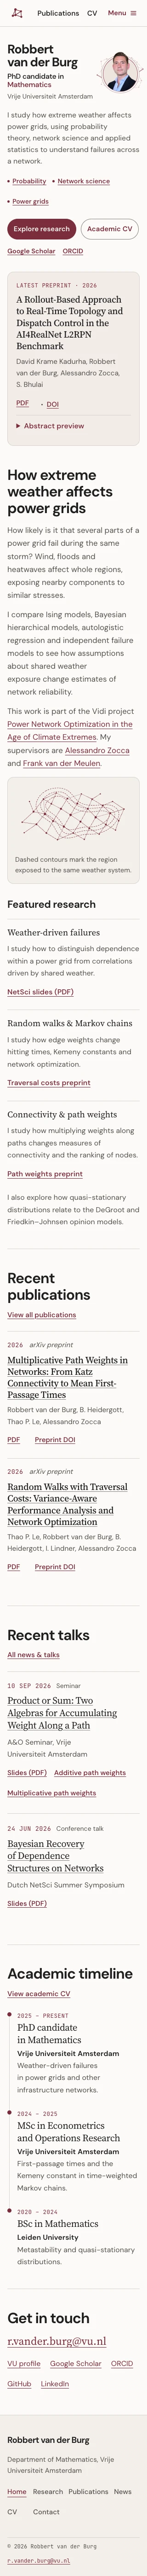 Publications CV Menu
Robbert
van der Burg
PhD candidate in
Mathematics
Vrije Universiteit Amsterdam
I study how extreme weather affects
power grids, using probability
theory, network science and applied
statistics to understand failures across
a network.
Probability Network science
Power grids
Explore research Academic CV
Google Scholar ORCID
LATEST PREPRINT · 2026
A Rollout-Based Approach
to Real-Time Topology and
Dispatch Control in the
AI4RealNet L2RPN
Benchmark
David Krame Kadurha, Robbert
van der Burg, Alessandro Zocca,
S. Bhulai
PDF · DOI
Abstract preview
How extreme
weather affects
power grids
How likely is it that several parts of a
power grid fail during the same
storm? Wind, floods and
heatwaves affect whole regions,
exposing nearby components to
similar stresses.
I compare Ising models, Bayesian
hierarchical models, autologistic
regression and independent failure
models to see how assumptions
about shared weather
exposure change estimates of
network reliability.
This work is part of the Vidi project
Power Network Optimization in the
Age of Climate Extremes. My
supervisors are Alessandro Zocca
and Frank van der Meulen.
Dashed contours mark the region
exposed to the same weather system.
Featured research
Weather-driven failures
I study how to distinguish dependence
within a world grid from correlations
driven by shared weather.
NetSci slides (PDF)
Random walks & Markov chains
I study how edge weights change
hitting times, Kemeny constants and
network optimization.
Traversal costs preprint
Connectivity & path weights
I study how multiplying weights along
paths changes measures of
connectivity and the ranking of nodes.
Path weights preprint
I also explore how quasi-stationary
distributions relate to the DeGroot and
Friedkin–Johnsen opinion models.
Recent
publications
View all publications
2026 arXiv preprint
Multiplicative Path Weights in
Networks: From Katz
Connectivity to Mean First-
Passage Times
Robbert van der Burg, B. Heidergott,
Thao P. Le, Alessandro Zocca
PDF Preprint DOI
2026 arXiv preprint
Random Walks with Traversal
Costs: Variance-Aware
Performance Analysis and
Network Optimization
Thao P. Le, Robbert van der Burg, B.
Heidergott, I. Lindner, Alessandro Zocca
PDF Preprint DOI
Recent talks
All news & talks
10 SEP 2026 Seminar
Product or Sum: Two
Algebras for Accumulating
Weight Along a Path
A&O Seminar, Vrije
Universiteit Amsterdam
Slides (PDF) Additive path weights
Multiplicative path weights
24 JUN 2026 Conference talk
Bayesian Recovery
of Dependence
Structures on Networks
Dutch NetSci Summer Symposium
Slides (PDF)
Academic timeline
View academic CV
2025 – PRESENT
PhD candidate
in Mathematics
Vrije Universiteit Amsterdam
Weather-driven failures
in power grids and other
infrastructure networks.
2024 – 2025
MSc in Econometrics
and Operations Research
Vrije Universiteit Amsterdam
First-passage times and the
Kemeny constant in time-weighted
Markov chains.
2020 – 2024
BSc in Mathematics
Leiden University
Metastability and quasi-stationary
distributions.
Get in touch
r.vander.burg@vu.nl
VU profile Google Scholar ORCID
GitHub LinkedIn
Robbert van der Burg
Department of Mathematics, Vrije
Universiteit Amsterdam
Home Research Publications News
CV Contact
© 2026 Robbert van der Burg
r.vander.burg@vu.nl